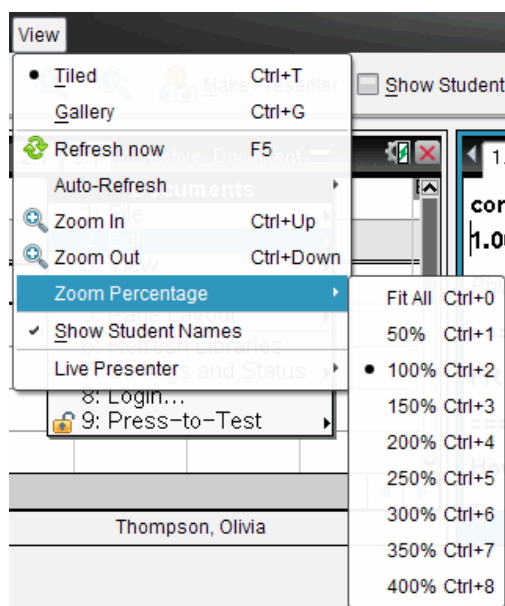 View
Tiled Ctrl+T
Make Presenter
Show Student
Gallery Ctrl+G
Refresh now F5
Auto-Refresh
Zoom In Ctrl+Up
Zoom Out Ctrl+Down
Zoom Percentage
Fit All Ctrl+0
Show Student Names
50% Ctrl+1
Live Presenter
100% Ctrl+2
8: Login...
150% Ctrl+3
9: Press-to-Test
200% Ctrl+4
250% Ctrl+5
300% Ctrl+6
Thompson, Olivia
350% Ctrl+7
400% Ctrl+8